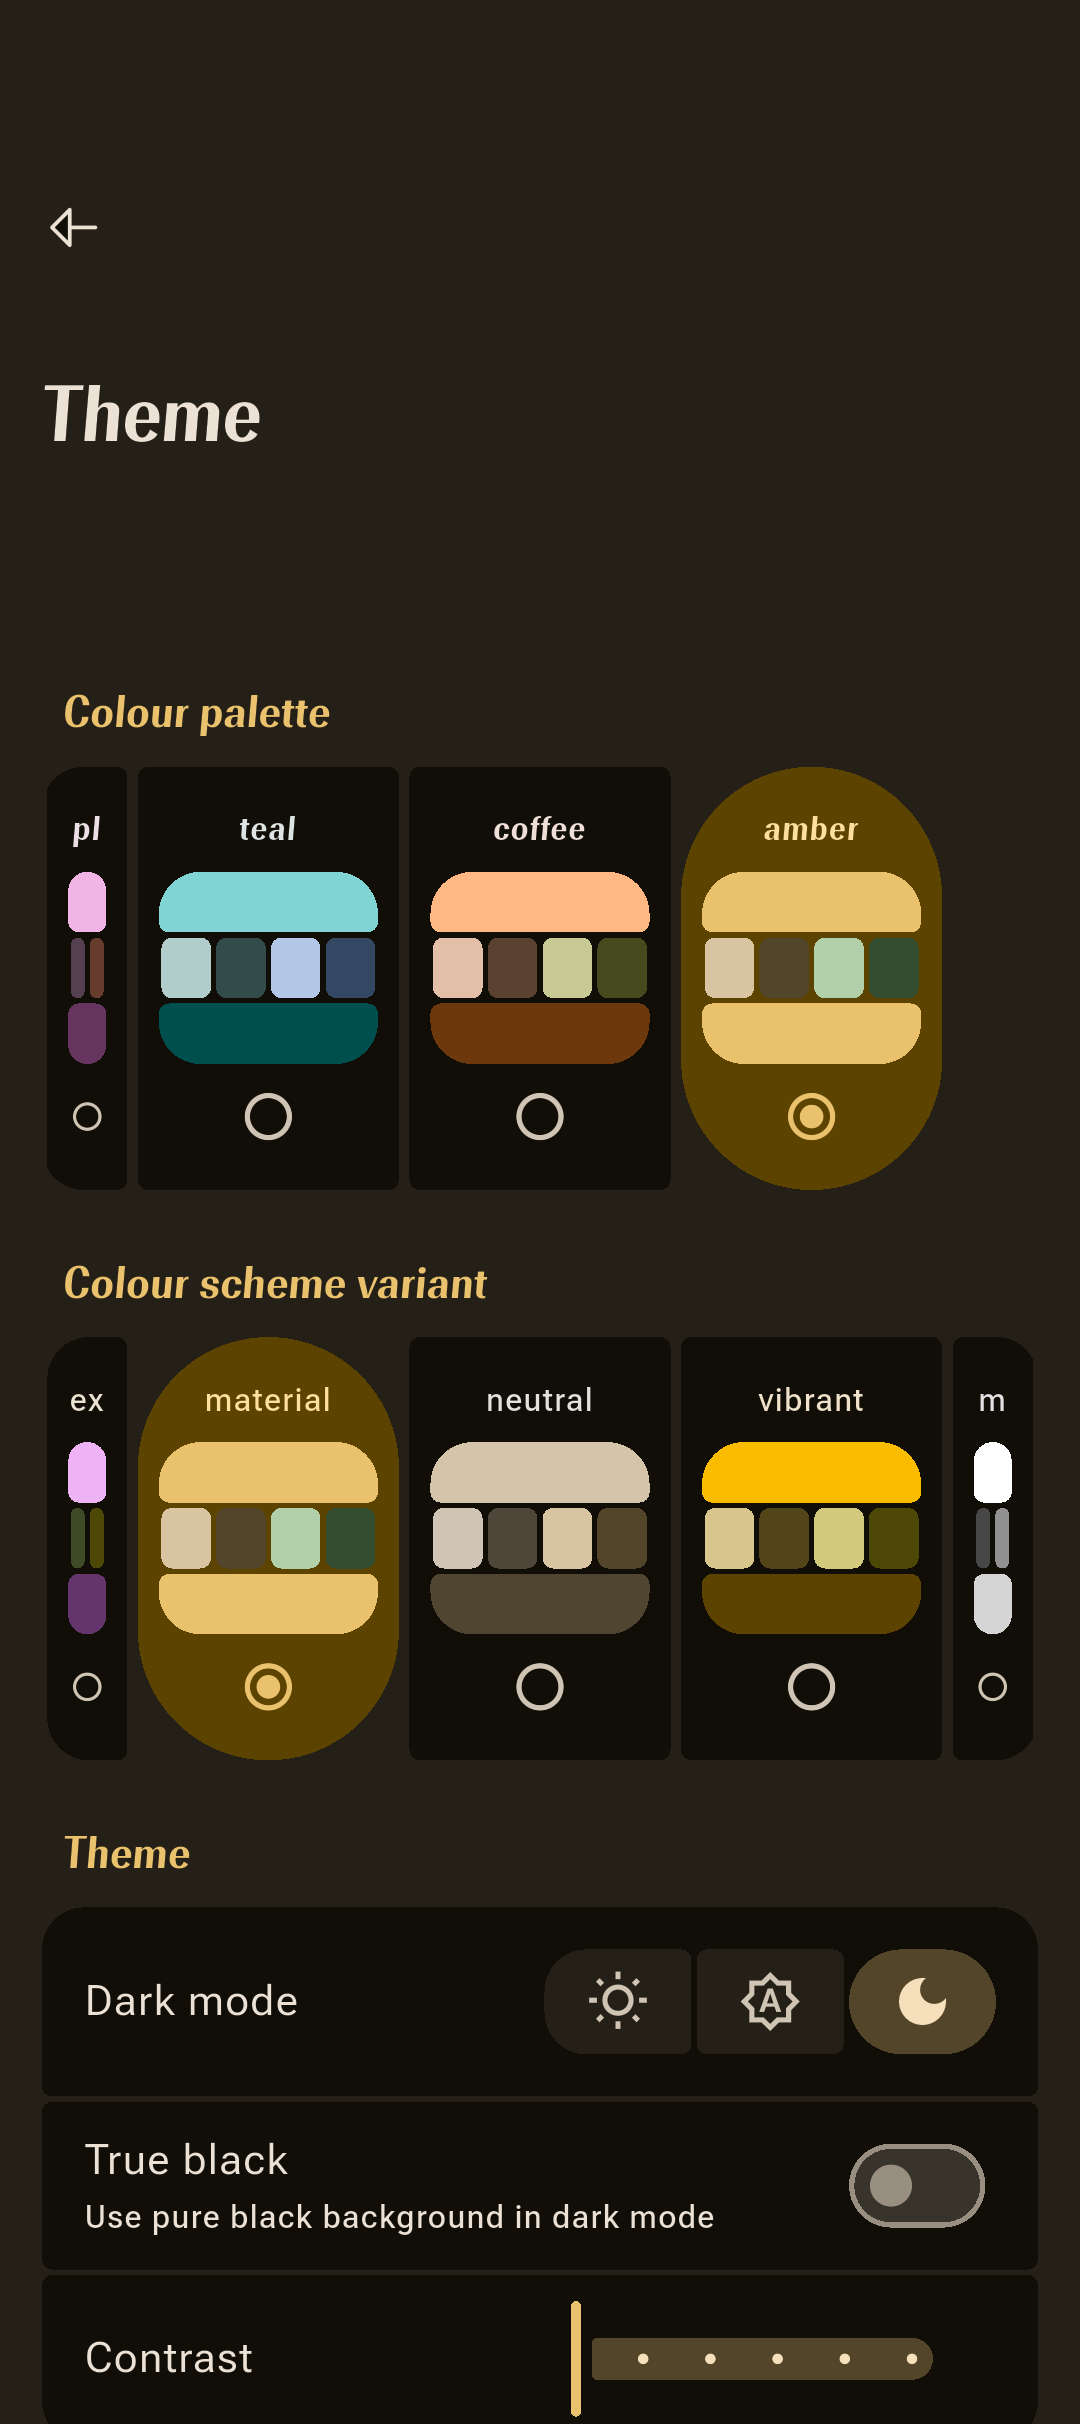 Theme
Colour palette
pl
teal
coffee
amber
Colour scheme variant
ex
material
neutral
vibrant
m
Theme
Dark mode
A
True black
Use pure black background in dark mode
Contrast